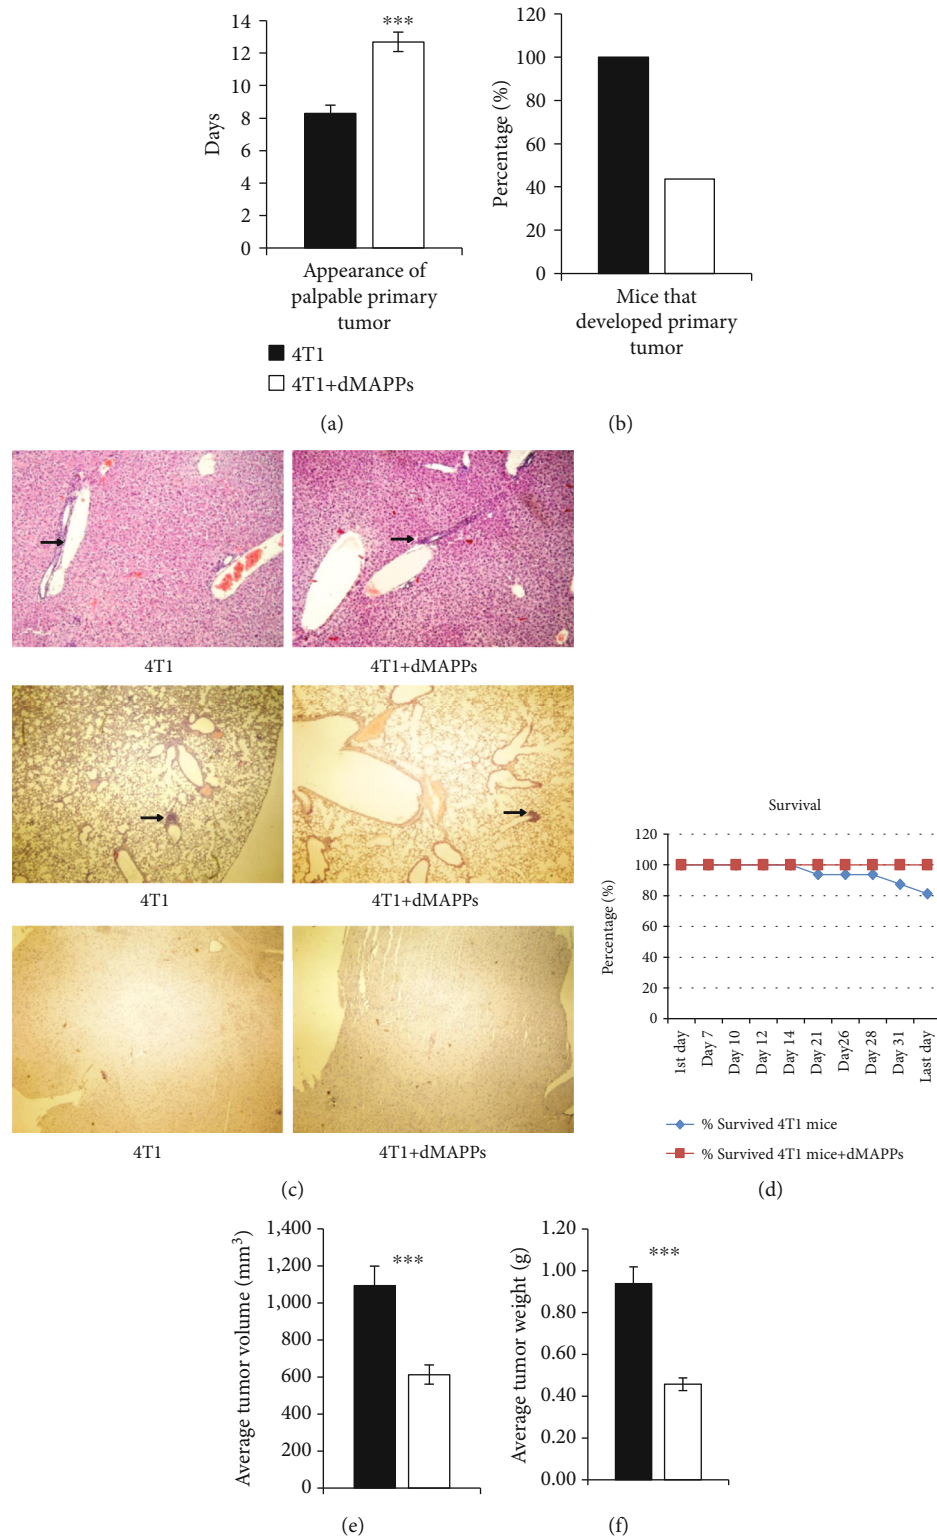 14
12
10
8
6
4
2
0
Days
***
Appearance of
palpable primary
tumor
4T1
4T1+dMAPPs
(a)
120
100
80
60
40
20
0
Percentage (%)
Mice that
developed primary
tumor
(b)
4T1
4T1+dMAPPs
4T1
4T1+dMAPPs
4T1
4T1+dMAPPs
(c)
Survival
120
100
80
60
40
20
0
Percentage (%)
1st day
Day 7
Day 10
Day 12
Day 14
Day 21
Day26
Day 28
Day 31
Last day
% Survived 4T1 mice
% Survived 4T1 mice+dMAPPs
(d)
1,400
1,200
1,000
800
600
400
200
0
Average tumor volume (mm³)
***
(e)
1.20
1.00
0.80
0.60
0.40
0.20
0.00
Average tumor weight (g)
***
(f)